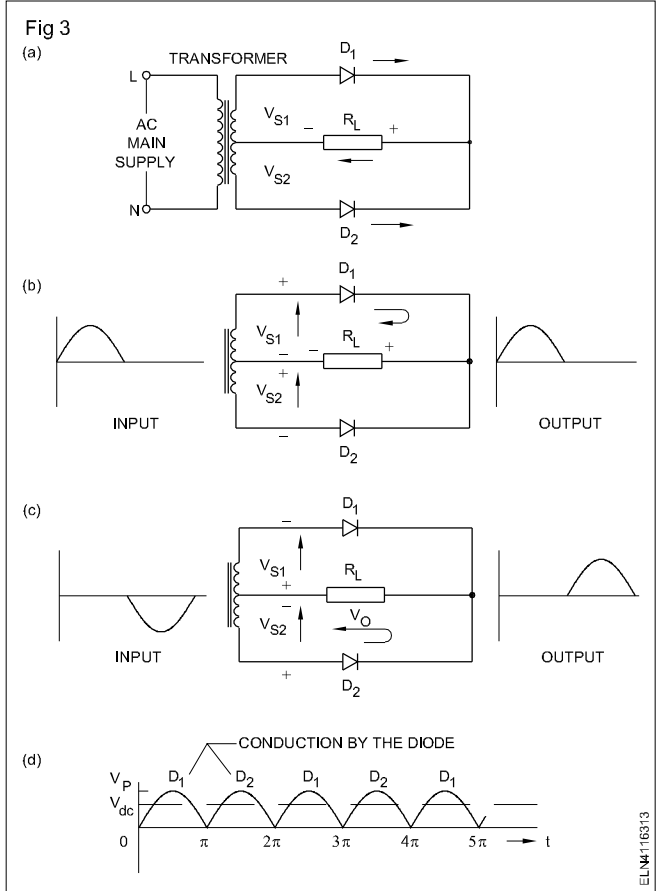 Fig 3
(a)
TRANSFORMER
D1
L
VS1
− RL +
AC
MAIN
SUPPLY
VS2
N
D2
(b)
+
D1
VS1
− − RL +
+
VS2
INPUT
−
D2
OUTPUT
(c)
−
D1
VS1
+
RL
−
VS2
VO
INPUT
+
D2
OUTPUT
(d)
CONDUCTION BY THE DIODE
VP
D1 D2 D1 D2 D1
Vdc
0 π 2π 3π 4π 5π t
ELN4116313